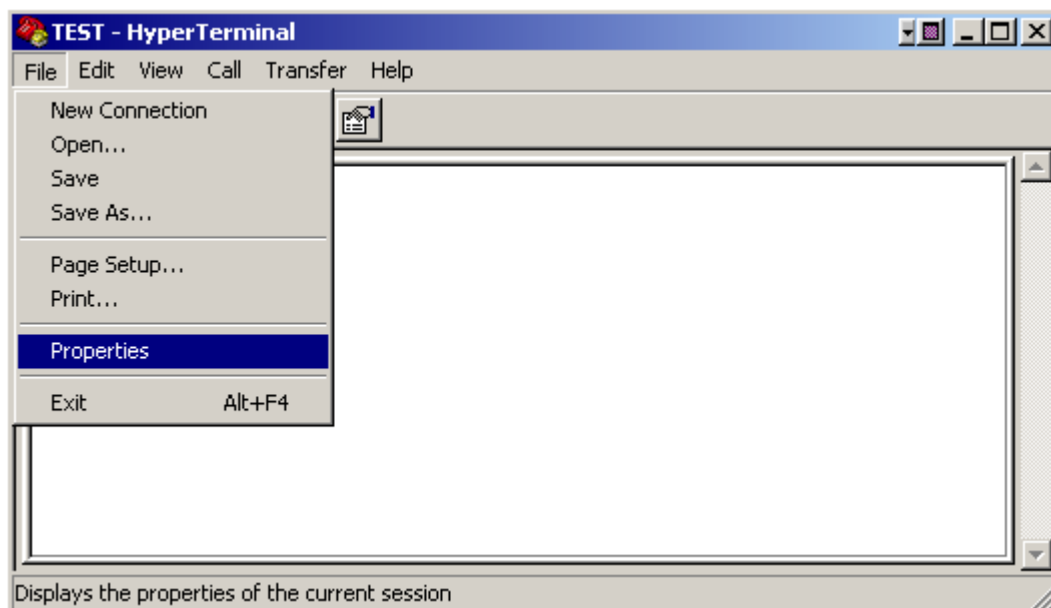 TEST - HyperTerminal
File Edit View Call Transfer Help
New Connection
Open...
Save
Save As...
Page Setup...
Print...
Properties
Exit Alt+F4
Displays the properties of the current session